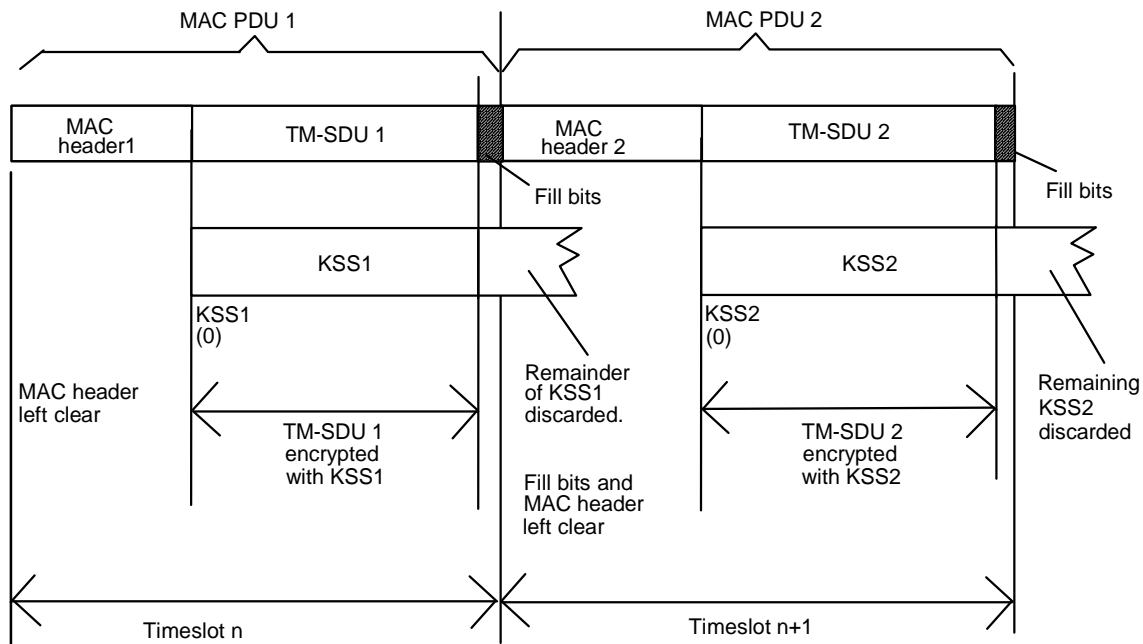 MAC PDU 1
MAC PDU 2
MAC
header1
TM-SDU 1
MAC
header 2
TM-SDU 2
Fill bits
Fill bits
KSS1
KSS2
KSS1
(0)
KSS2
(0)
MAC header
left clear
Remainder
of KSS1
discarded.
Remaining
KSS2
discarded
TM-SDU 1
encrypted
with KSS1
TM-SDU 2
encrypted
with KSS2
Fill bits and
MAC header
left clear
Timeslot n
Timeslot n+1